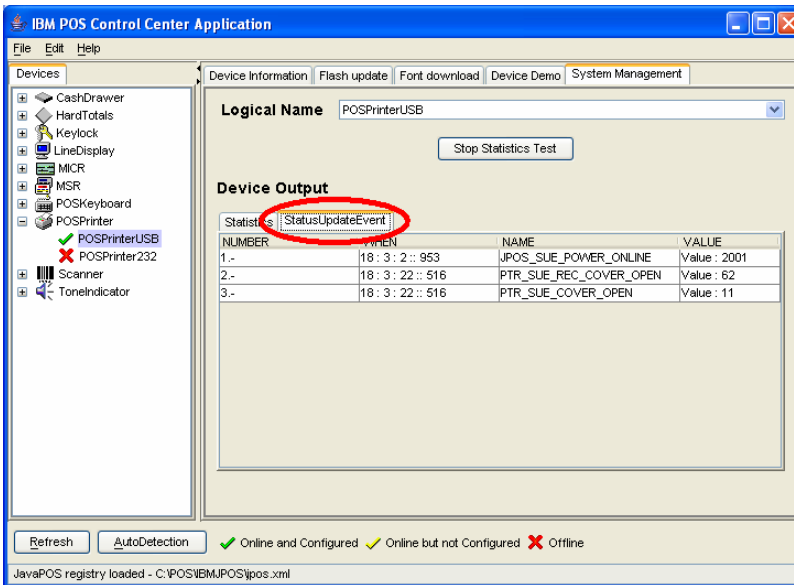 IBM POS Control Center Application
File Edit Help
Devices
Device Information Flash update Font download Device Demo System Management
CashDrawer
HardTotals
Keylock
LineDisplay
MICR
MSR
POSKeyboard
POSPrinter
POSPrinterUSB
POSPrinter232
Scanner
ToneIndicator
Logical Name POSPrinterUSB
Stop Statistics Test
Device Output
Statistics StatusUpdateEvent
NUMBER WHEN NAME VALUE
1.- 18 : 3 : 2 :: 953 JPOS_SUE_POWER_ONLINE Value : 2001
2.- 18 : 3 : 22 :: 516 PTR_SUE_REC_COVER_OPEN Value : 62
3.- 18 : 3 : 22 :: 516 PTR_SUE_COVER_OPEN Value : 11
Refresh AutoDetection Online and Configured Online but not Configured Offline
JavaPOS registry loaded - C:\POS\IBMJPOS\jpos.xml